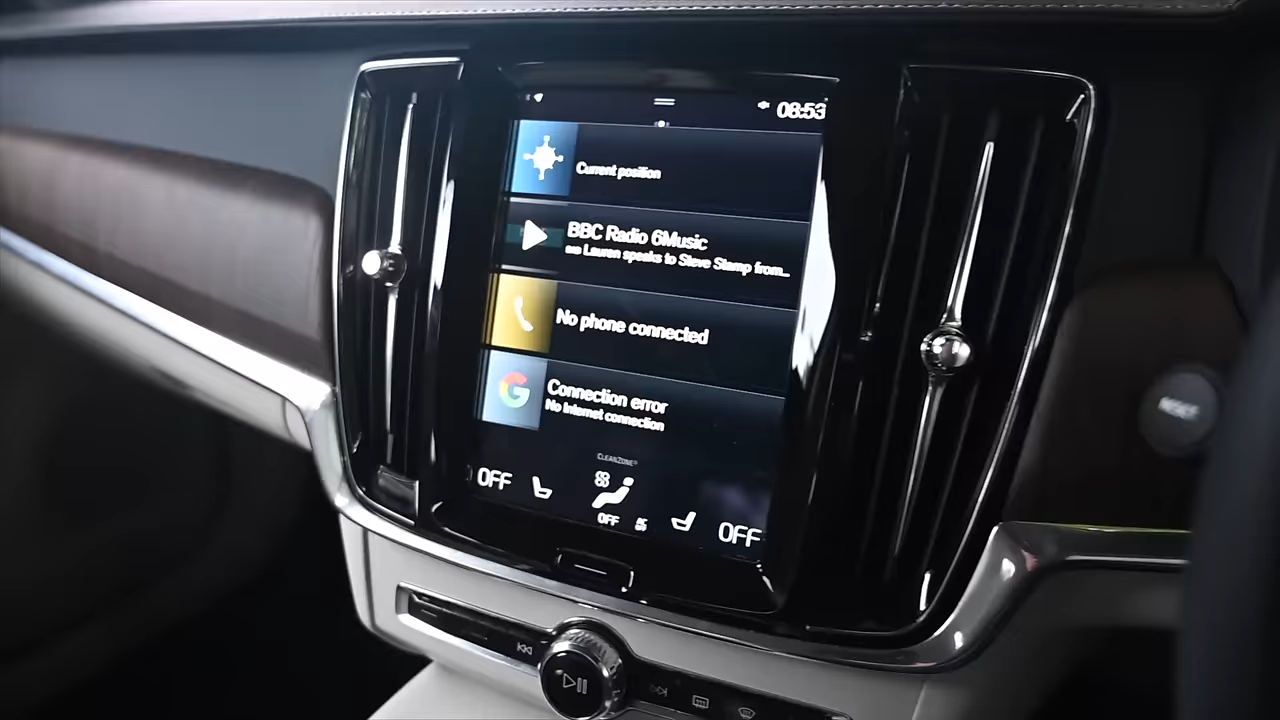 08:53
Current position
BBC Radio 6Music
Lauren speaks to Steve Stamp from...
No phone connected
Connection error
No Internet connection
CLEANZONE
OFF
OFF
OFF